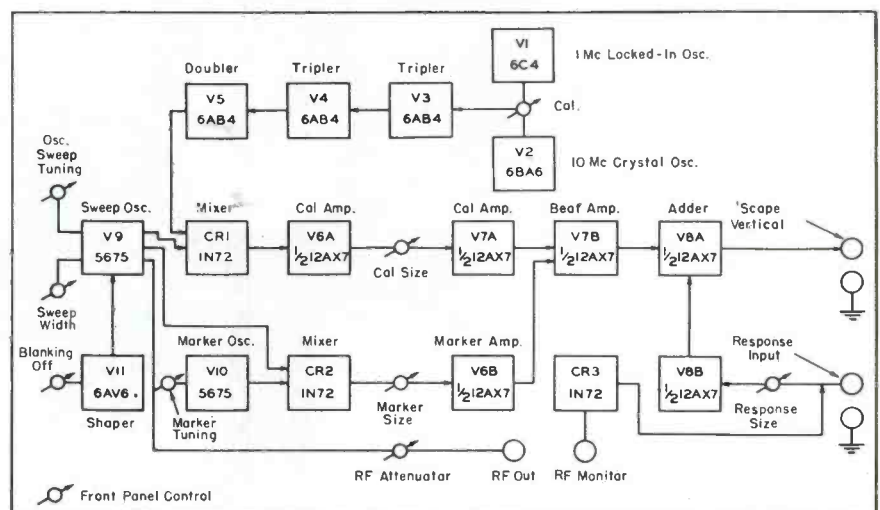 V1
6C4
1 Mc Locked-In Osc.
Doubler
Tripler
Tripler
V5
6AB4
V4
6AB4
V3
6AB4
Cal.
V2
6BA6
10 Mc Crystal Osc.
Osc.
Sweep
Tuning
Sweep Osc.
Mixer
Cal Amp.
Cal Amp.
Beaf Amp.
Adder
'Scape
Vertical
V9
5675
CR1
IN72
V6A
1/2 12AX7
Cal Size
V7A
1/2 12AX7
V7B
1/2 12AX7
V8A
1/2 12AX7
Sweep
Width
Blanking
Off
Marker Osc.
Mixer
Marker Amp.
Response
Input
V11
6AV6.
V10
5675
CR2
IN72
Marker
Size
V6B
1/2 12AX7
CR3
IN72
V8B
1/2 12AX7
Response
Size
Shaper
Marker
Tuning
RF Attenuator
RF Out
RF Monitar
Front Panel Control